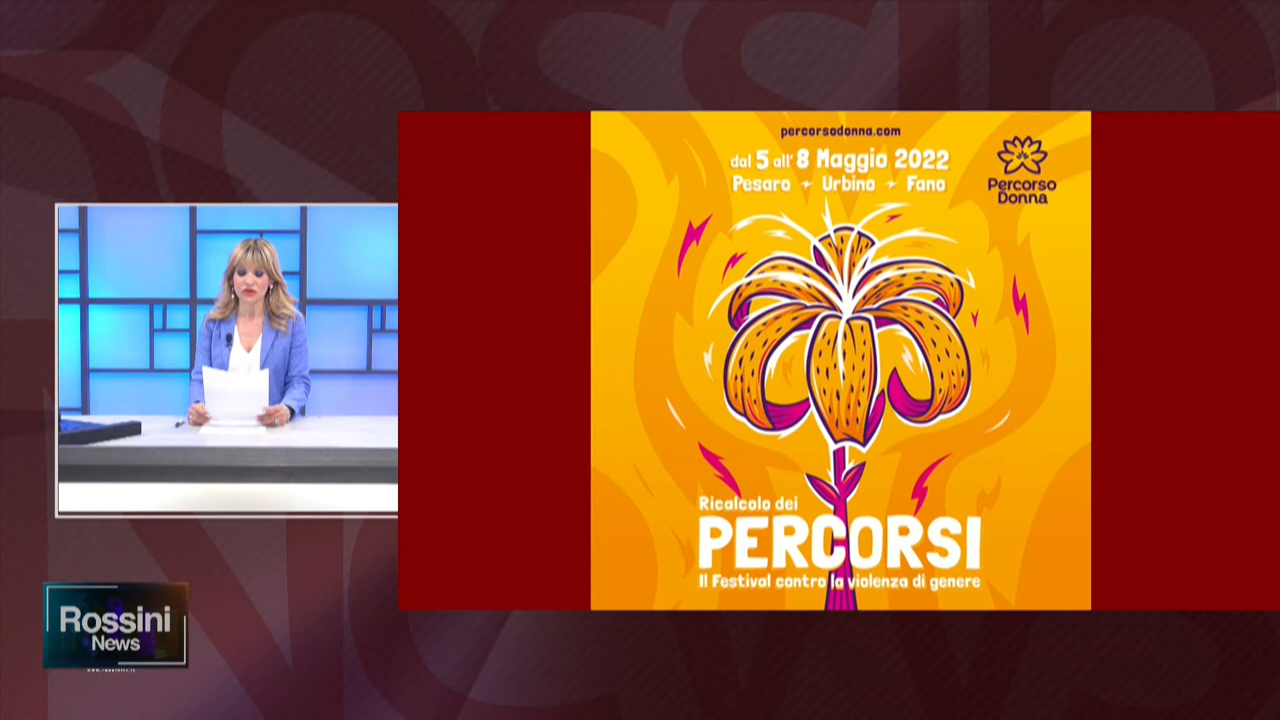 percorsodonna.com
dal 5 all' 8 Maggio 2022
Pesaro Urbino Fano
Percorso
Donna
Ricalcolo dei
PERCORSI
Il Festival contro la violenza di genere
Rossini
News